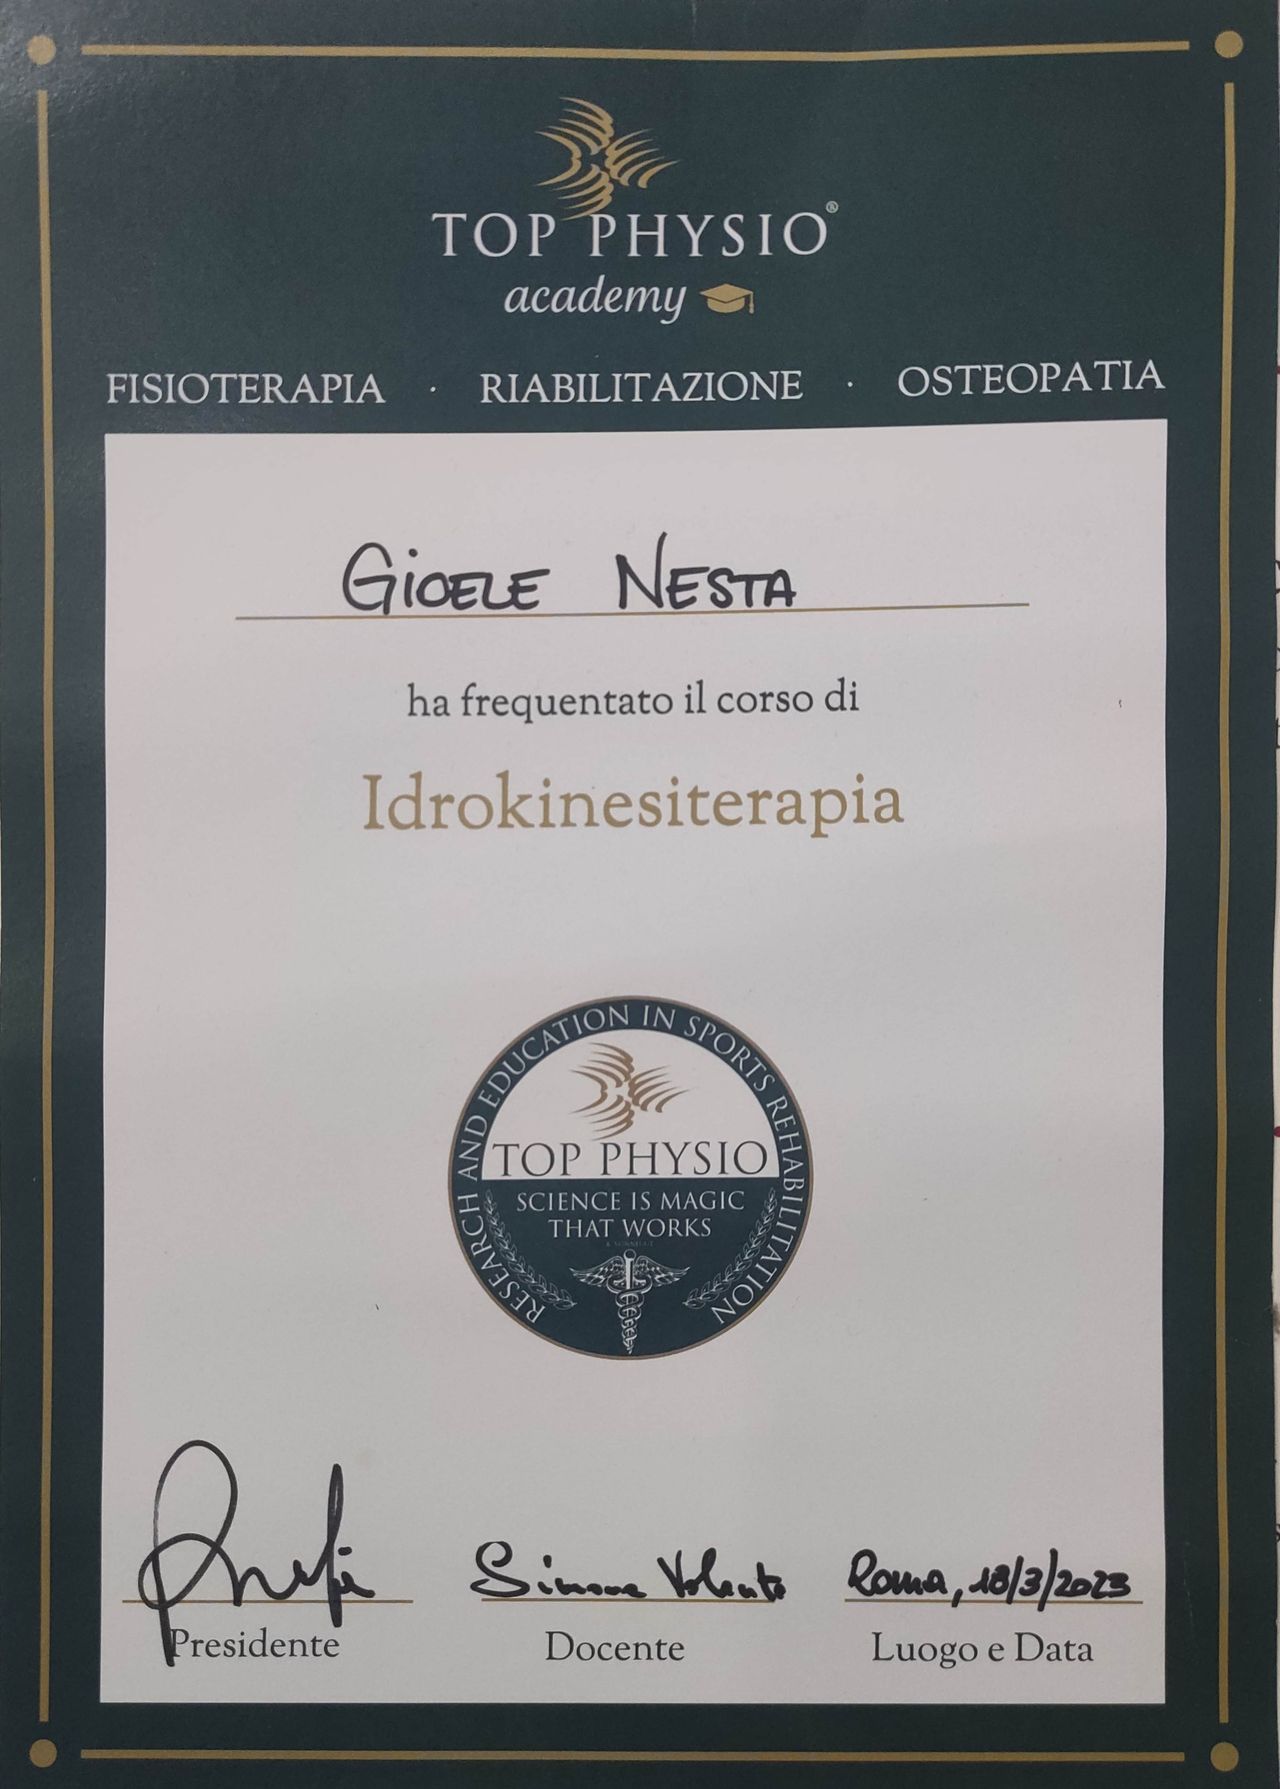 TOP PHYSIO®
academy
FISIOTERAPIA · RIABILITAZIONE · OSTEOPATIA
GIOELE NESTA
ha frequentato il corso di
Idrokinesiterapia
RESEARCH AND EDUCATION IN SPORTS REHABILITATION
TOP PHYSIO
SCIENCE IS MAGIC
THAT WORKS
Simone Roma, 18/3/2023
Presidente Docente Luogo e Data